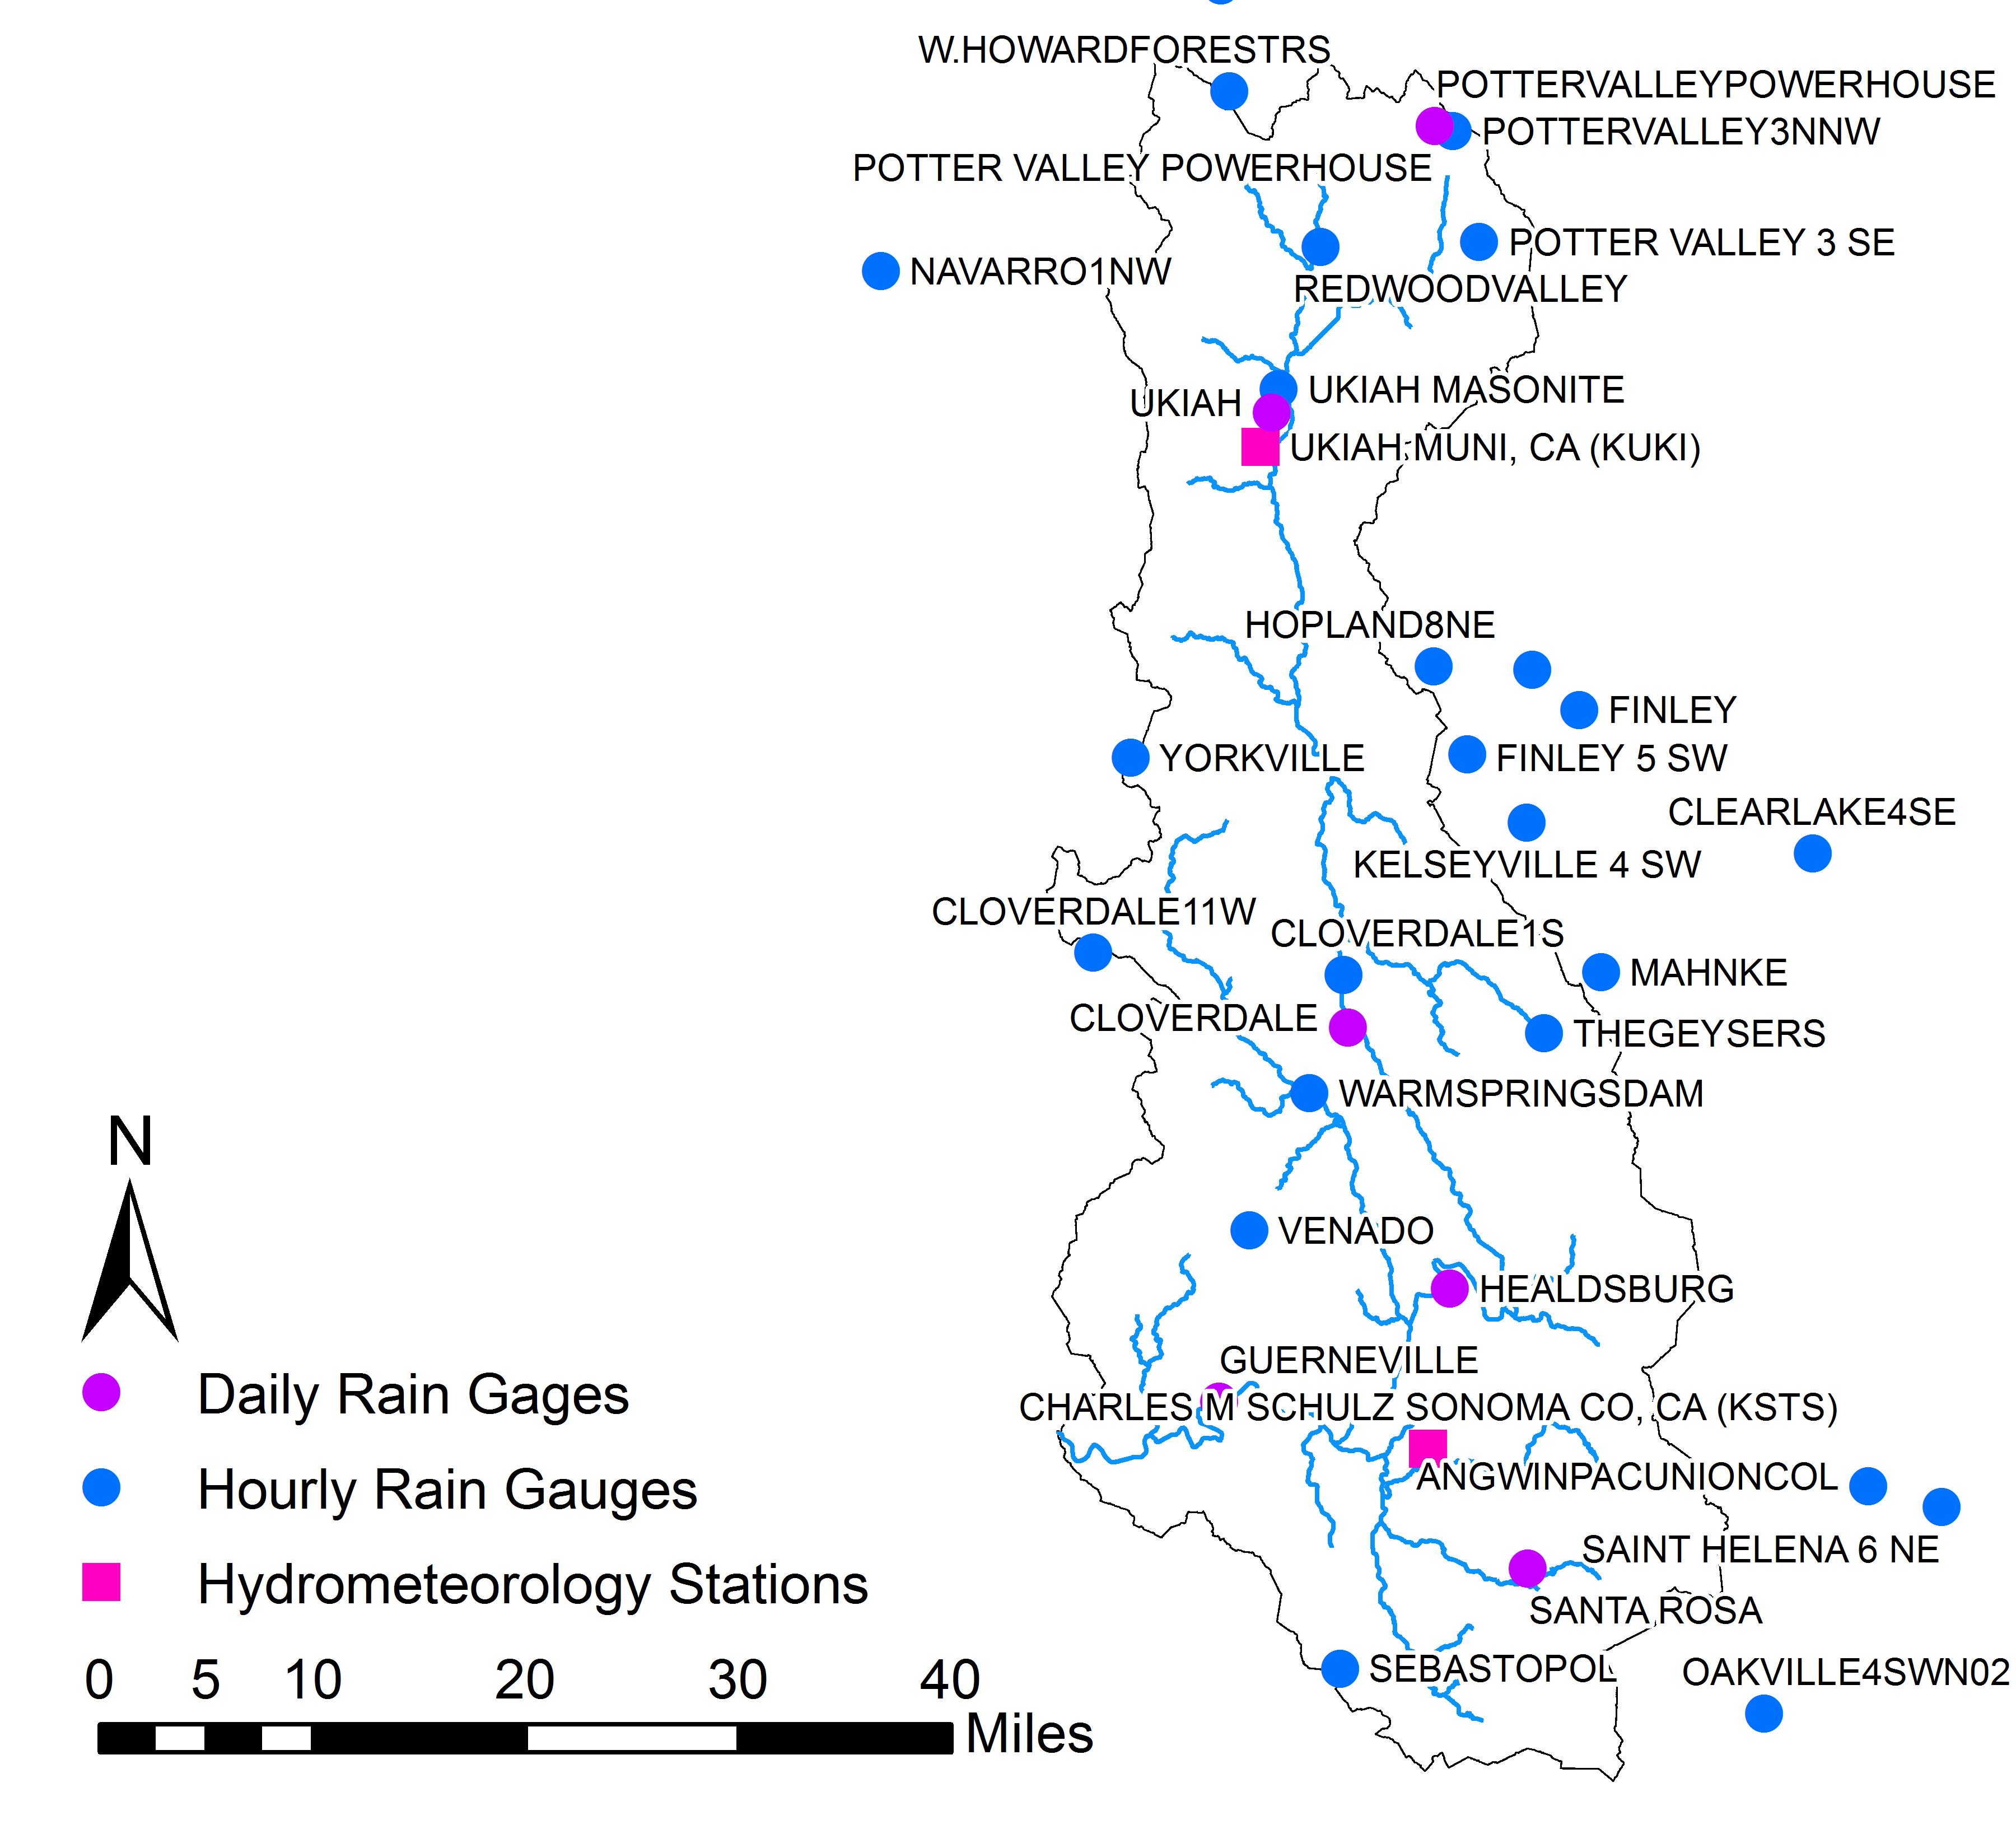 W.HOWARDFORESTRS
POTTERVALLEYPOWERHOUSE
POTTERVALLEY3NNW
POTTER VALLEY POWERHOUSE
POTTER VALLEY 3 SE
NAVARRO1NW
REDWOODVALLEY
UKIAH MASONITE
UKIAH
UKIAH MUNI, CA (KUKI)
HOPLAND8NE
FINLEY
YORKVILLE
FINLEY 5 SW
CLEARLAKE4SE
KELSEYVILLE 4 SW
CLOVERDALE11W
CLOVERDALE1S
MAHNKE
CLOVERDALE
THEGEYSERS
WARMSPRINGSDAM
VENADO
HEALDSBURG
GUERNEVILLE
CHARLES M SCHULZ SONOMA CO, CA (KSTS)
ANGWINPACUNIONCOL
SAINT HELENA 6 NE
SANTA ROSA
SEBASTOPOL
OAKVILLE4SWN02
N
Daily Rain Gages
Hourly Rain Gauges
Hydrometeorology Stations
0 5 10 20 30 40
Miles